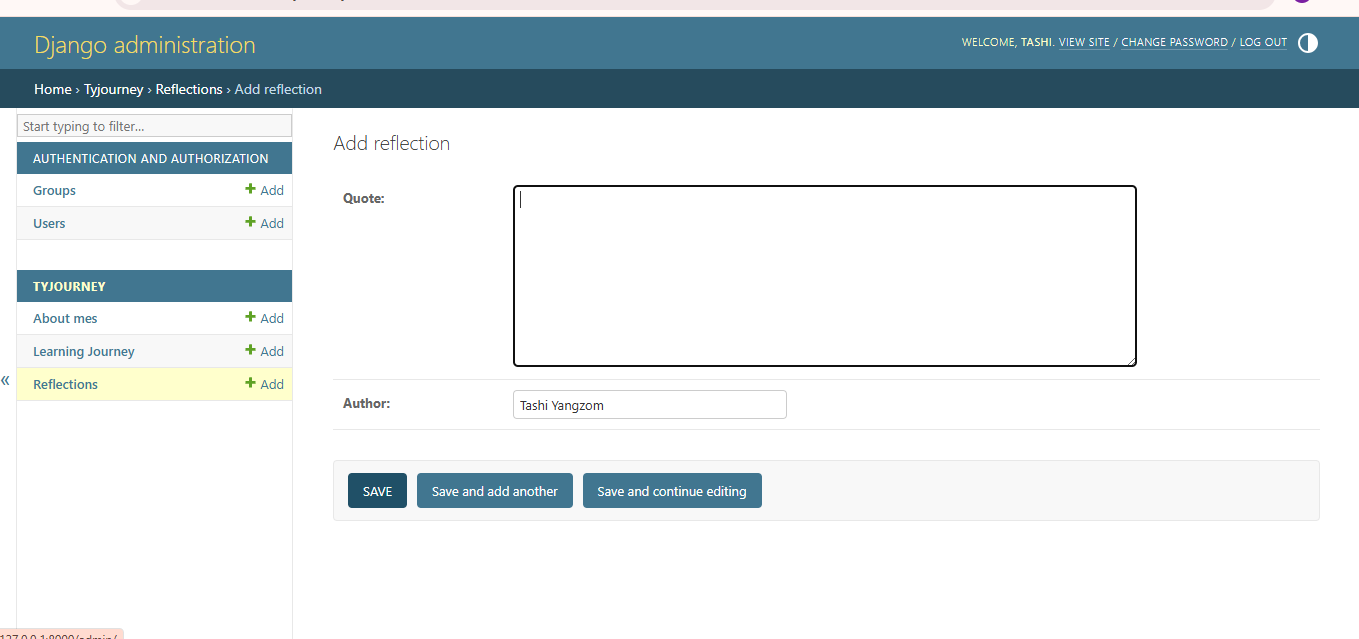 Django administration
WELCOME, TASHI. VIEW SITE / CHANGE PASSWORD / LOG OUT
Home › Tyjourney › Reflections › Add reflection
Start typing to filter...
AUTHENTICATION AND AUTHORIZATION
Groups + Add
Users + Add
TYJOURNEY
About mes + Add
Learning Journey + Add
Reflections + Add
«
Add reflection
Quote:
Author: Tashi Yangzom
SAVE Save and add another Save and continue editing
127.0.0.1:8000/admin/